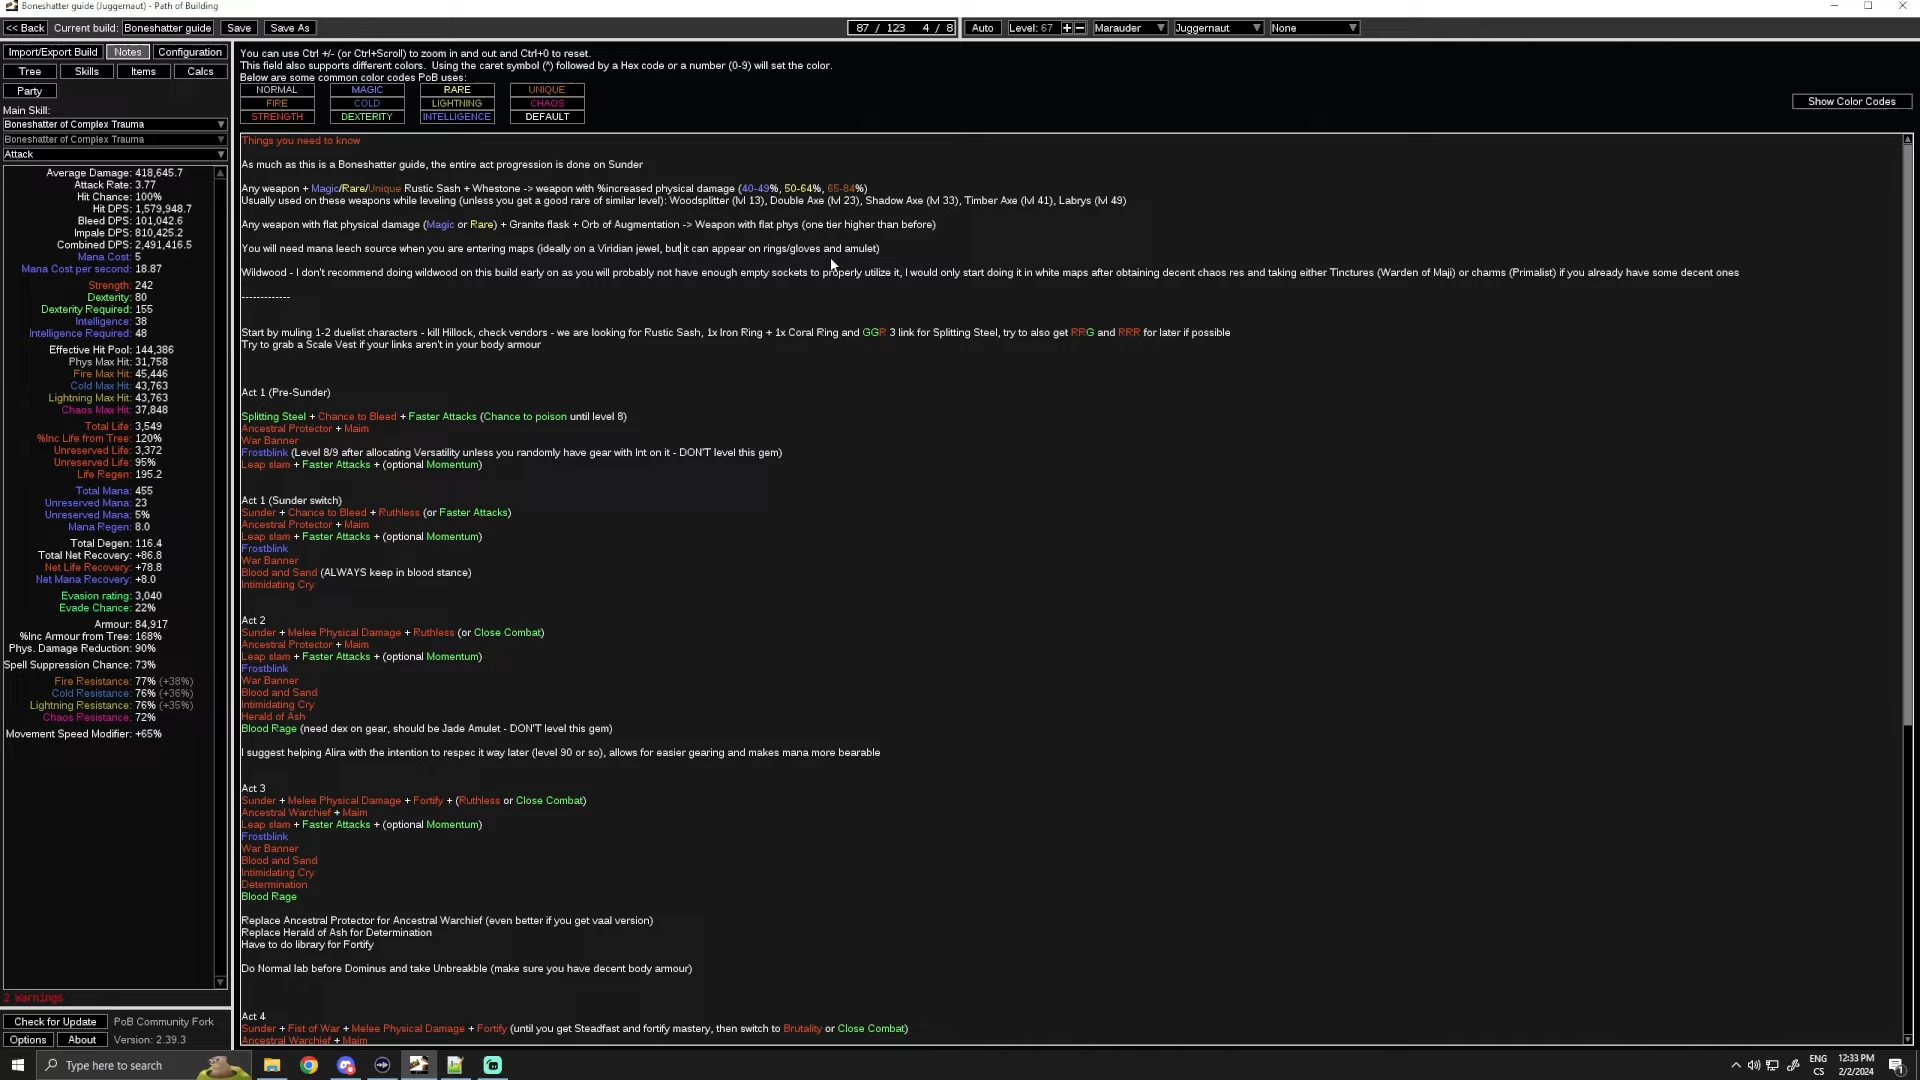 Boneshatter guide (Juggernaut) - Path of Building
<< Back Current build: Boneshatter guide Save Save As 87 / 123 4 / 8 Auto Level: 67 Marauder Juggernaut None
Import/Export Build Notes Configuration
Tree Skills Items Calcs
Party
Main Skill:
Boneshatter of Complex Trauma
Boneshatter of Complex Trauma
Attack
Average Damage: 418,645.7
Attack Rate: 3.77
Hit Chance: 100%
Hit DPS: 1,579,948.7
Bleed DPS: 101,042.6
Impale DPS: 810,425.2
Combined DPS: 2,491,416.5
Mana Cost: 5
Mana Cost per second: 18.87
Strength: 242
Dexterity: 80
Dexterity Required: 155
Intelligence: 38
Intelligence Required: 48
Effective Hit Pool: 144,386
Phys Max Hit: 31,758
Fire Max Hit: 45,446
Cold Max Hit: 43,763
Lightning Max Hit: 43,763
Chaos Max Hit: 37,848
Total Life: 3,549
%Inc Life from Tree: 120%
Unreserved Life: 3,372
Unreserved Life: 95%
Life Regen: 195.2
Total Mana: 455
Unreserved Mana: 23
Unreserved Mana: 5%
Mana Regen: 8.0
Total Degen: 116.4
Total Net Recovery: +86.8
Net Life Recovery: +78.8
Net Mana Recovery: +8.0
Evasion rating: 3,040
Evade Chance: 22%
Armour: 84,917
%Inc Armour from Tree: 168%
Phys. Damage Reduction: 90%
Spell Suppression Chance: 73%
Fire Resistance: 77% (+38%)
Cold Resistance: 76% (+36%)
Lightning Resistance: 76% (+35%)
Chaos Resistance: 72%
Movement Speed Modifier: +65%
2 Warnings
Check for Update PoB Community Fork
Options About Version: 2.39.3
You can use Ctrl +/- (or Ctrl+Scroll) to zoom in and out and Ctrl+0 to reset.
This field also supports different colors. Using the caret symbol (^) followed by a Hex code or a number (0-9) will set the color.
Below are some common color codes PoB uses:
NORMAL MAGIC RARE UNIQUE
FIRE COLD LIGHTNING CHAOS
STRENGTH DEXTERITY INTELLIGENCE DEFAULT
Show Color Codes
Things you need to know
As much as this is a Boneshatter guide, the entire act progression is done on Sunder
Any weapon + Magic/Rare/Unique Rustic Sash + Whestone -> weapon with %increased physical damage (40-49%, 50-64%, 65-84%)
Usually used on these weapons while leveling (unless you get a good rare of similar level): Woodsplitter (lvl 13), Double Axe (lvl 23), Shadow Axe (lvl 33), Timber Axe (lvl 41), Labrys (lvl 49)
Any weapon with flat physical damage (Magic or Rare) + Granite flask + Orb of Augmentation -> Weapon with flat phys (one tier higher than before)
You will need mana leech source when you are entering maps (ideally on a Viridian jewel, but it can appear on rings/gloves and amulet)
Wildwood - I don't recommend doing wildwood on this build early on as you will probably not have enough empty sockets to properly utilize it, I would only start doing it in white maps after obtaining decent chaos res and taking either Tinctures (Warden of Maji) or charms (Primalist) if you already have some decent ones
-------------
Start by muling 1-2 duelist characters - kill Hillock, check vendors - we are looking for Rustic Sash, 1x Iron Ring + 1x Coral Ring and GGR 3 link for Splitting Steel, try to also get RRG and RRR for later if possible
Try to grab a Scale Vest if your links aren't in your body armour
Act 1 (Pre-Sunder)
Splitting Steel + Chance to Bleed + Faster Attacks (Chance to poison until level 8)
Ancestral Protector + Maim
War Banner
Frostblink (Level 8/9 after allocating Versatility unless you randomly have gear with Int on it - DON'T level this gem)
Leap slam + Faster Attacks + (optional Momentum)
Act 1 (Sunder switch)
Sunder + Chance to Bleed + Ruthless (or Faster Attacks)
Ancestral Protector + Maim
Leap slam + Faster Attacks + (optional Momentum)
Frostblink
War Banner
Blood and Sand (ALWAYS keep in blood stance)
Intimidating Cry
Act 2
Sunder + Melee Physical Damage + Ruthless (or Close Combat)
Ancestral Protector + Maim
Leap slam + Faster Attacks + (optional Momentum)
Frostblink
War Banner
Blood and Sand
Intimidating Cry
Herald of Ash
Blood Rage (need dex on gear, should be Jade Amulet - DON'T level this gem)
I suggest helping Alira with the intention to respec it way later (level 90 or so), allows for easier gearing and makes mana more bearable
Act 3
Sunder + Melee Physical Damage + Fortify + (Ruthless or Close Combat)
Ancestral Warchief + Maim
Leap slam + Faster Attacks + (optional Momentum)
Frostblink
War Banner
Blood and Sand
Intimidating Cry
Determination
Blood Rage
Replace Ancestral Protector for Ancestral Warchief (even better if you get vaal version)
Replace Herald of Ash for Determination
Have to do library for Fortify
Do Normal lab before Dominus and take Unbreakble (make sure you have decent body armour)
Act 4
Sunder + Fist of War + Melee Physical Damage + Fortify (until you get Steadfast and fortify mastery, then switch to Brutality or Close Combat)
Ancestral Warchief + Maim
Type here to search
ENG
CS
12:33 PM
2/2/2024
1